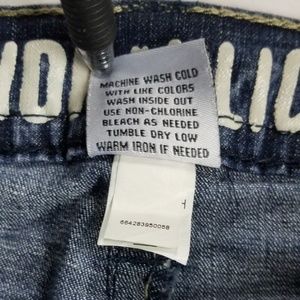 MACHINE WASH COLD
WITH LIKE COLORS
WASH INSIDE OUT
USE NON-CHLORINE
BLEACH AS NEEDED
TUMBLE DRY LOW
WARM IRON IF NEEDED
664283950058